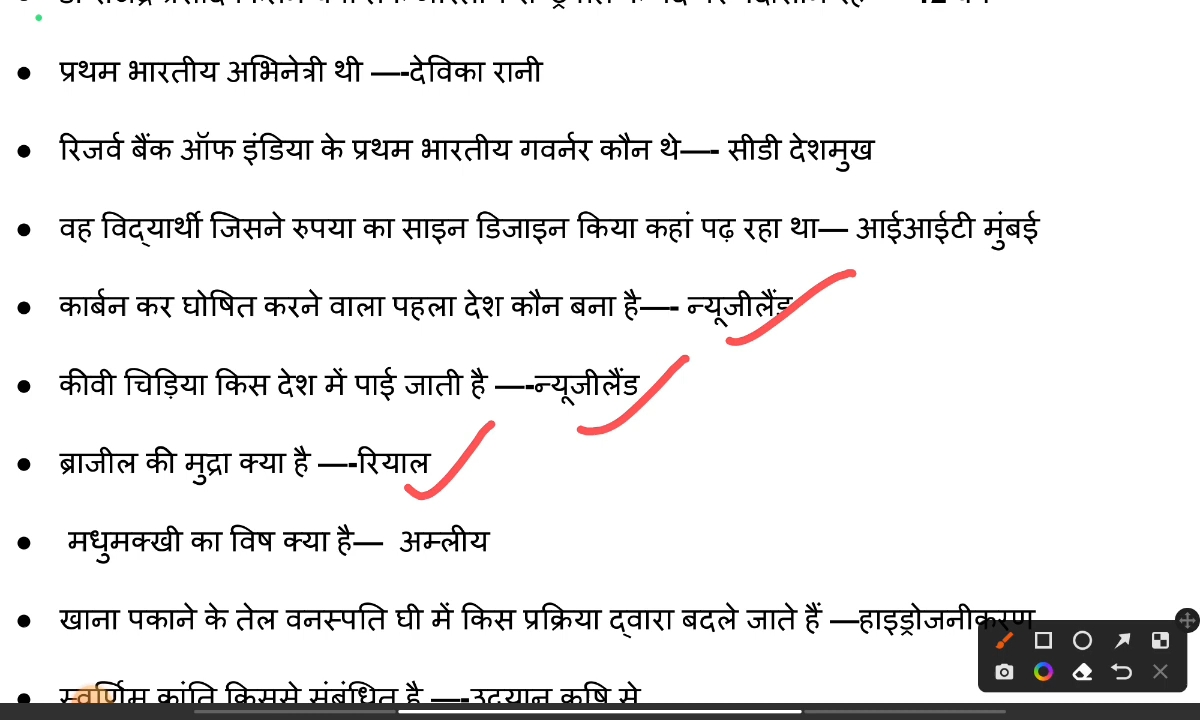 प्रथम भारतीय अभिनेत्री थी —-देविका रानी
रिजर्व बैंक ऑफ इंडिया के प्रथम भारतीय गवर्नर कौन थे—- सीडी देशमुख
वह विद्यार्थी जिसने रुपया का साइन डिजाइन किया कहां पढ़ रहा था— आईआईटी मुंबई
कार्बन कर घोषित करने वाला पहला देश कौन बना है—- न्यूजीलैंड
कीवी चिड़िया किस देश में पाई जाती है —-न्यूजीलैंड
ब्राजील की मुद्रा क्या है —-रियाल
मधुमक्खी का विष क्या है— अम्लीय
खाना पकाने के तेल वनस्पति घी में किस प्रक्रिया द्वारा बदले जाते हैं —हाइड्रोजनीकरण
स्वर्णिम क्रांति किससे संबंधित है —-उद्यान कृषि से